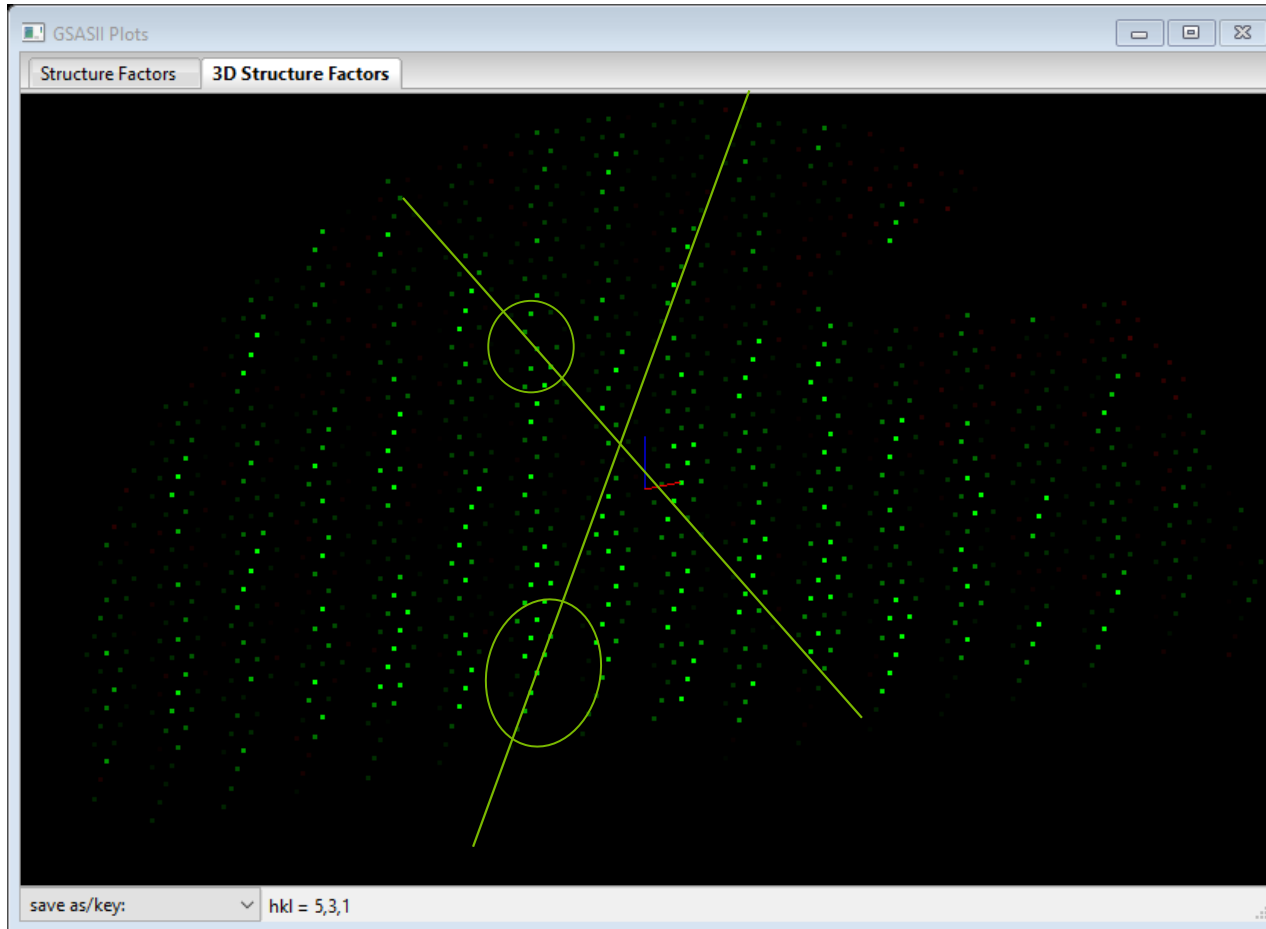 GSASII Plots
Structure Factors
3D Structure Factors
save as/key:
hkl = 5,3,1